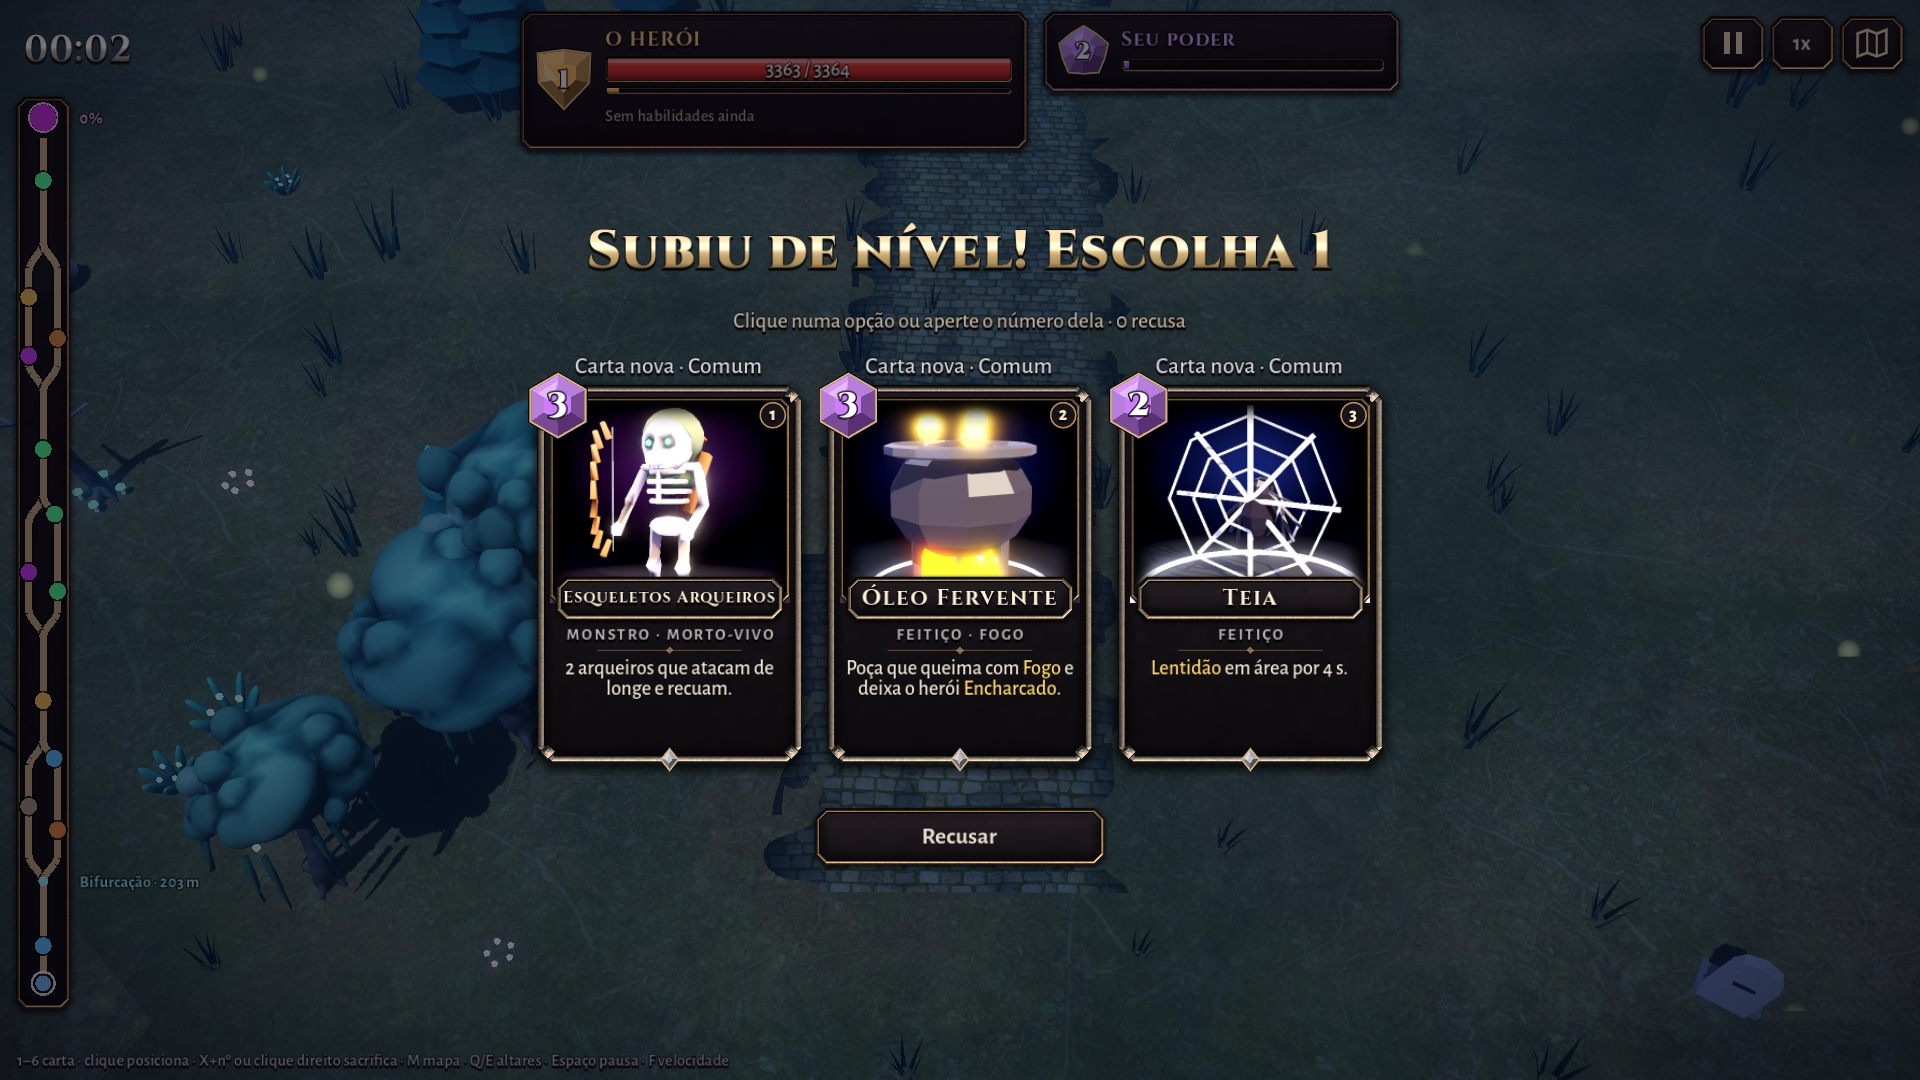 00:02
O HERÓI
1
3363 / 3364
Sem habilidades ainda
2
SEU PODER
1x
0%
SUBIU DE NÍVEL! ESCOLHA 1
Clique numa opção ou aperte o número dela · 0 recusa
Carta nova · Comum
3
1
ESQUELETOS ARQUEIROS
MONSTRO · MORTO-VIVO
2 arqueiros que atacam de
longe e recuam.
Carta nova · Comum
3
2
ÓLEO FERVENTE
FEITIÇO · FOGO
Poça que queima com Fogo e
deixa o herói Encharcado.
Carta nova · Comum
2
3
TEIA
FEITIÇO
Lentidão em área por 4 s.
Recusar
Bifurcação · 203 m
1–6 carta · clique posiciona · X+nº ou clique direito sacrifica · M mapa · Q/E altares · Espaço pausa · F velocidade